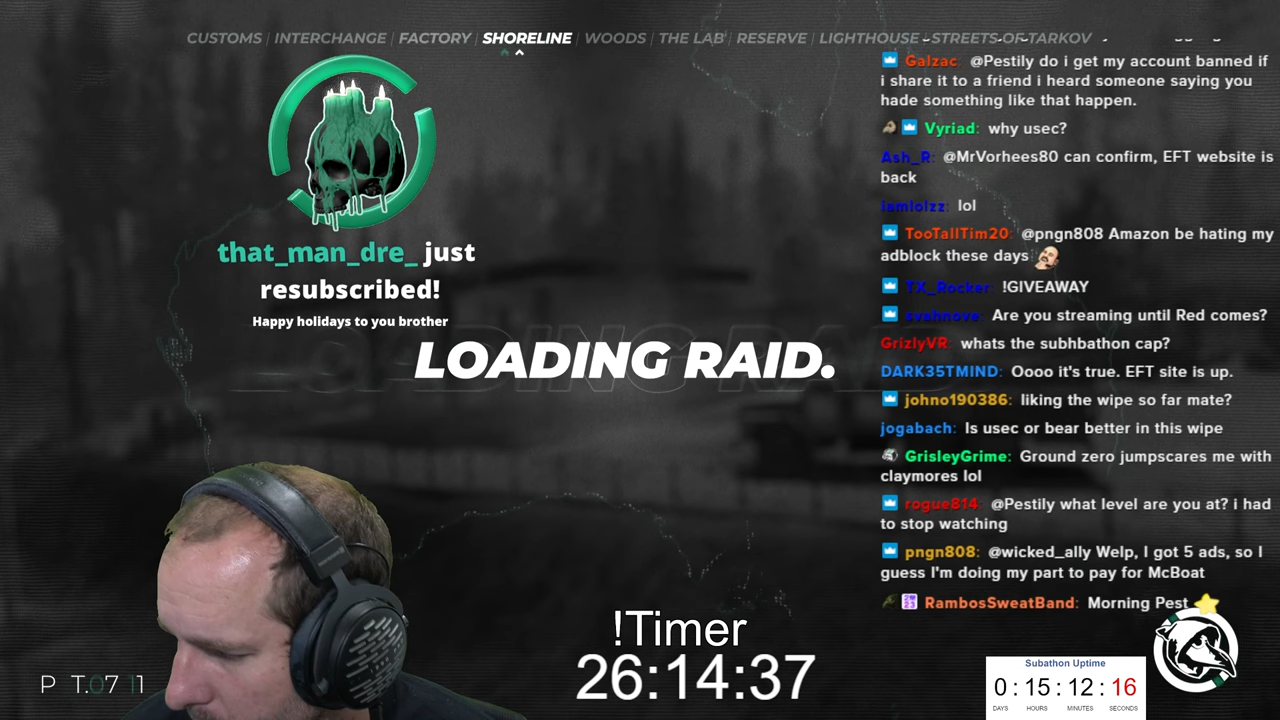 CUSTOMS | INTERCHANGE | FACTORY | SHORELINE | WOODS | THE LAB | RESERVE | LIGHTHOUSE STREETS OF TARKOV
Galzac: @Pestily do i get my account banned if
i share it to a friend i heard someone saying you
hade something like that happen.
Vyriad: why usec?
Ash_R: @MrVorhees80 can confirm, EFT website is
back
iamlolzz: lol
TooTallTim20: @pngn808 Amazon be hating my
adblock these days
TX_Rocker: !GIVEAWAY
svahnove: Are you streaming until Red comes?
GrizlyVR: whats the subhbathon cap?
DARK35TMIND: Oooo it's true. EFT site is up.
johno190386: liking the wipe so far mate?
jogabach: Is usec or bear better in this wipe
GrisleyGrime: Ground zero jumpscares me with
claymores lol
rogue814: @Pestily what level are you at? i had
to stop watching
pngn808: @wicked_ally Welp, I got 5 ads, so I
guess I'm doing my part to pay for McBoat
RambosSweatBand: Morning Pest
that_man_dre_ just
resubscribed!
Happy holidays to you brother
LOADING RAID.
!Timer
26:14:37
Subathon Uptime
0 : 15 : 12 : 16
DAYS HOURS MINUTES SECONDS